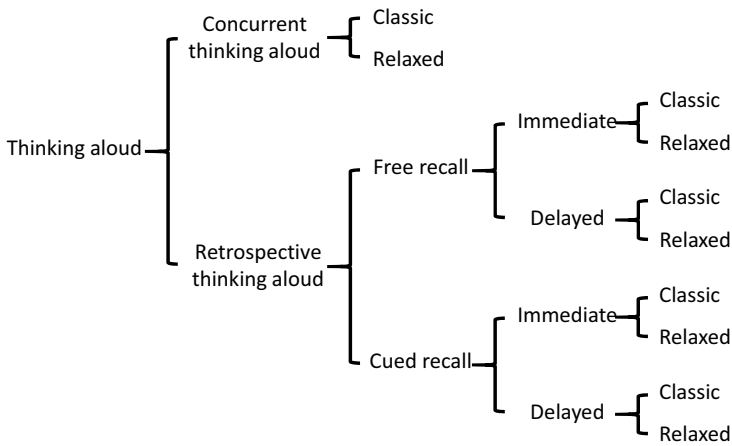 Thinking aloud
Concurrent
thinking aloud
Classic
Relaxed
Retrospective
thinking aloud
Free recall
Immediate
Classic
Relaxed
Delayed
Classic
Relaxed
Cued recall
Immediate
Classic
Relaxed
Delayed
Classic
Relaxed